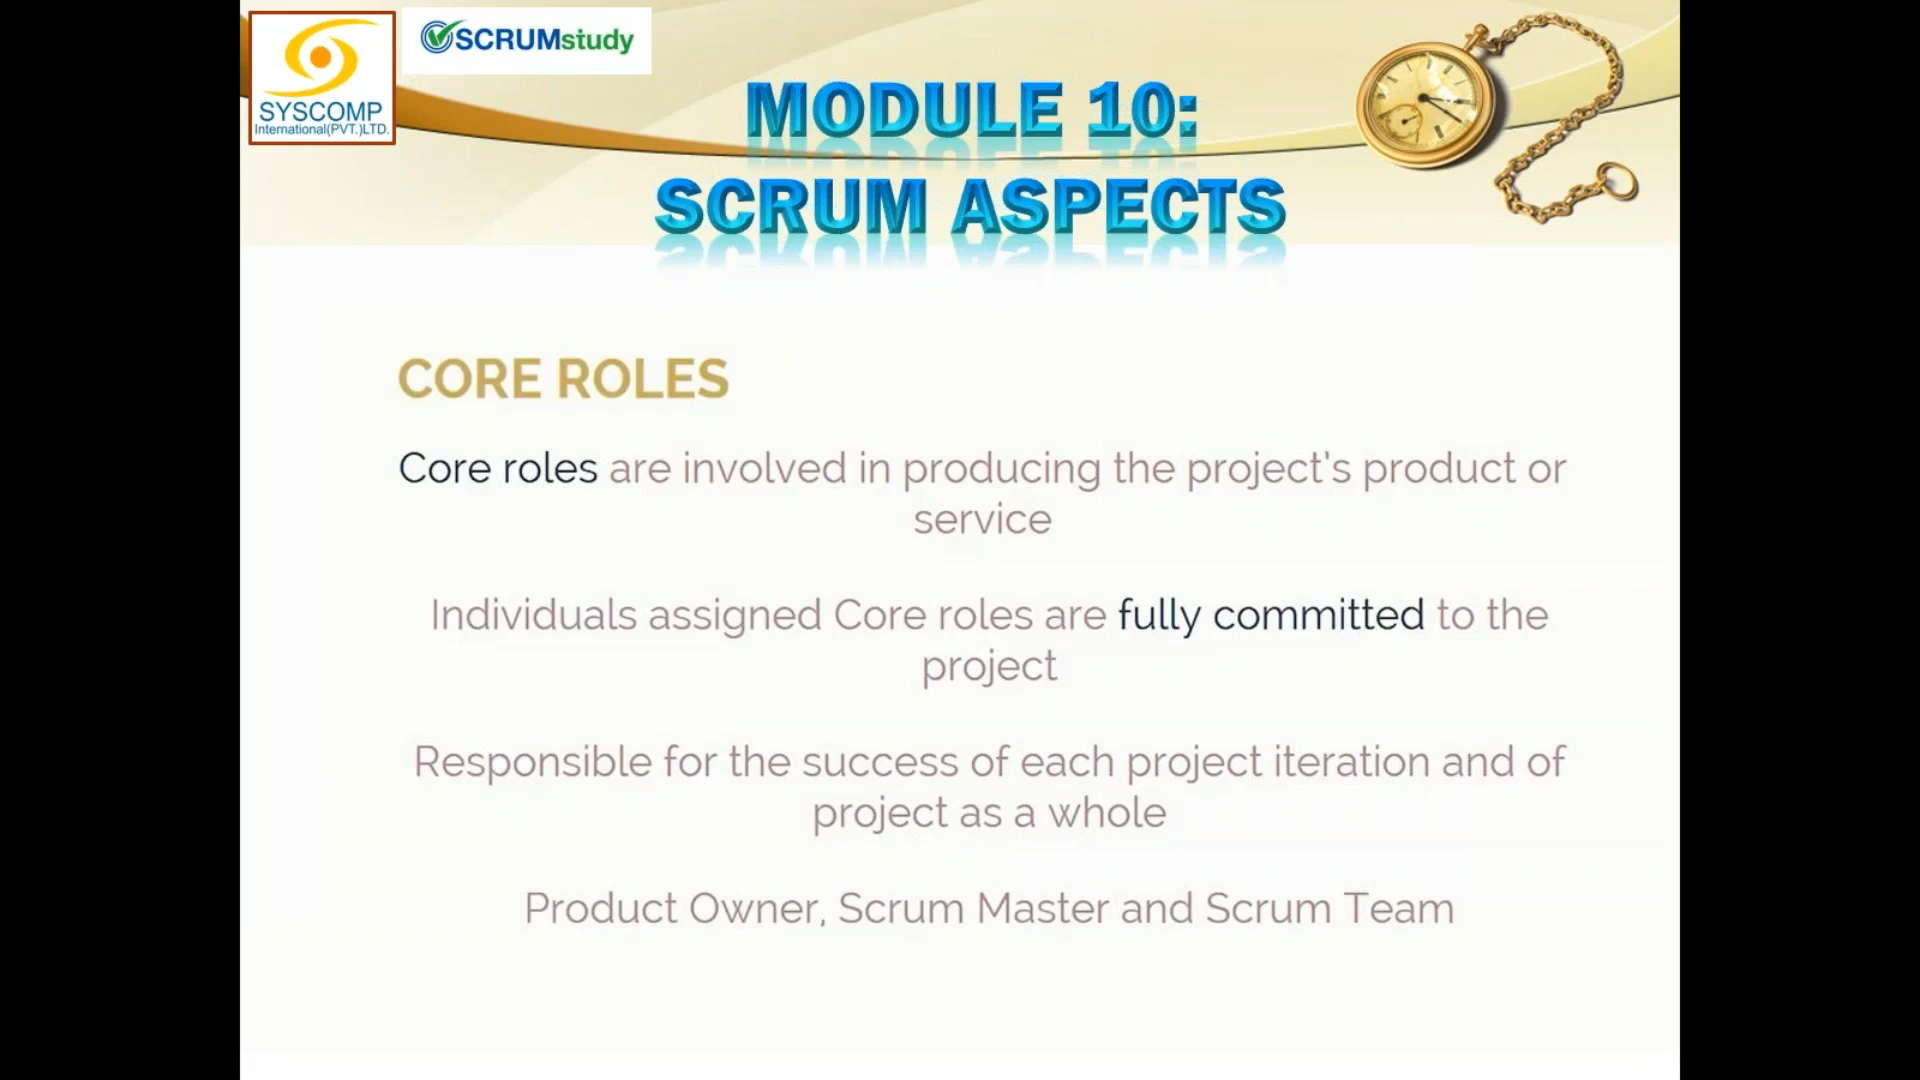 SYSCOMP
International(PVT.)LTD.
SCRUMstudy
MODULE 10:
SCRUM ASPECTS
CORE ROLES
Core roles are involved in producing the project's product or
service
Individuals assigned Core roles are fully committed to the
project
Responsible for the success of each project iteration and of
project as a whole
Product Owner, Scrum Master and Scrum Team